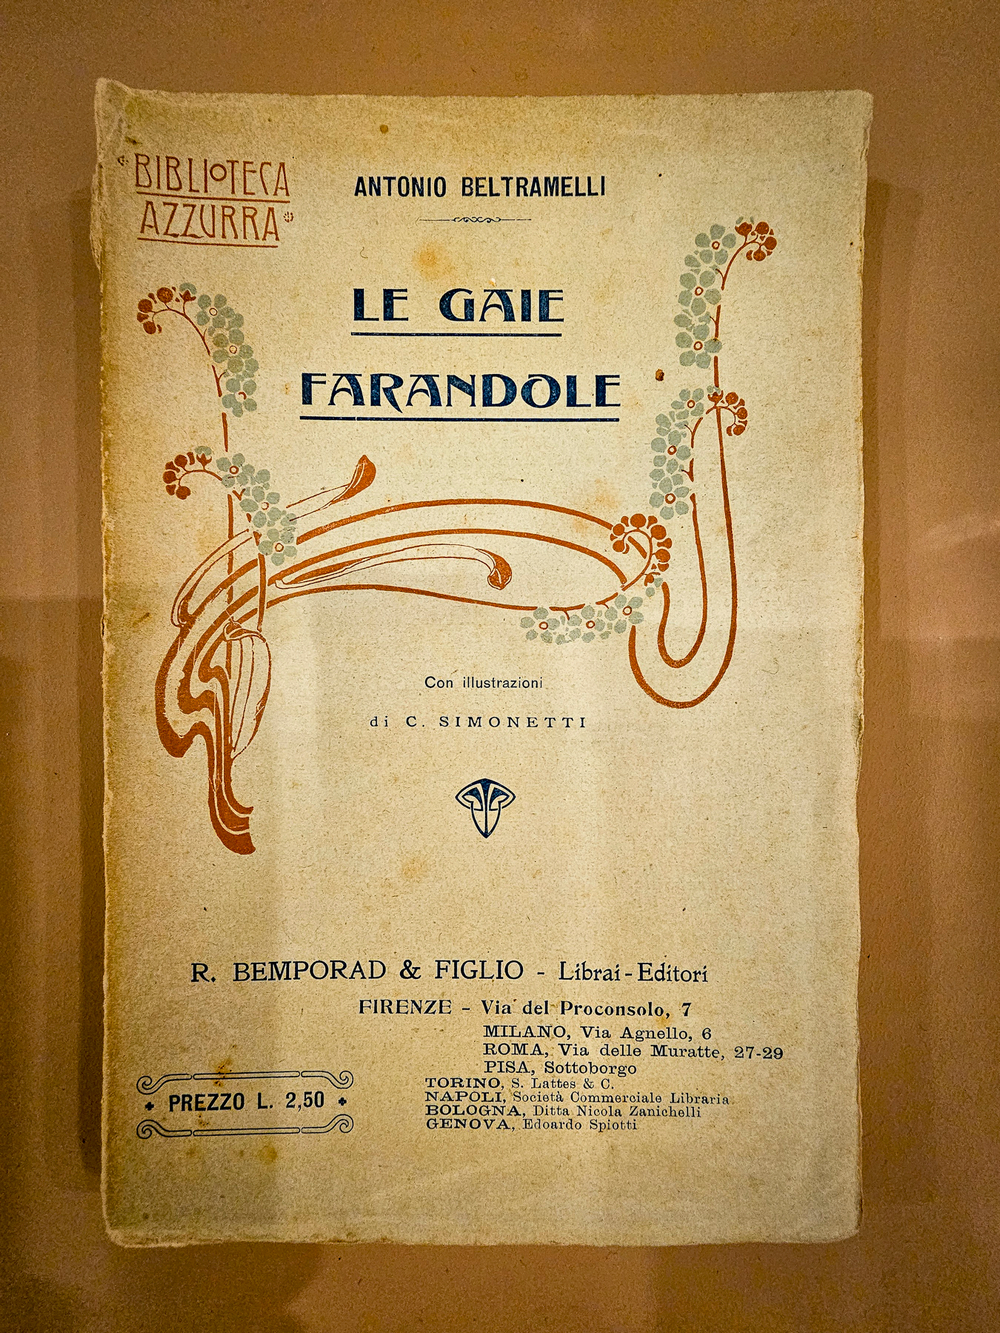 BIBLIOTECA
AZZURRA
ANTONIO BELTRAMELLI
LE GAIE
FARANDOLE
Con illustrazioni
di C. SIMONETTI
R. BEMPORAD & FIGLIO - Librai-Editori
FIRENZE - Via del Proconsolo, 7
MILANO, Via Agnello, 6
ROMA, Via delle Muratte, 27-29
PISA, Sottoborgo
TORINO, S. Lattes & C.
NAPOLI, Società Commerciale Libraria
BOLOGNA, Ditta Nicola Zanichelli
GENOVA, Edoardo Spiotti
PREZZO L. 2,50